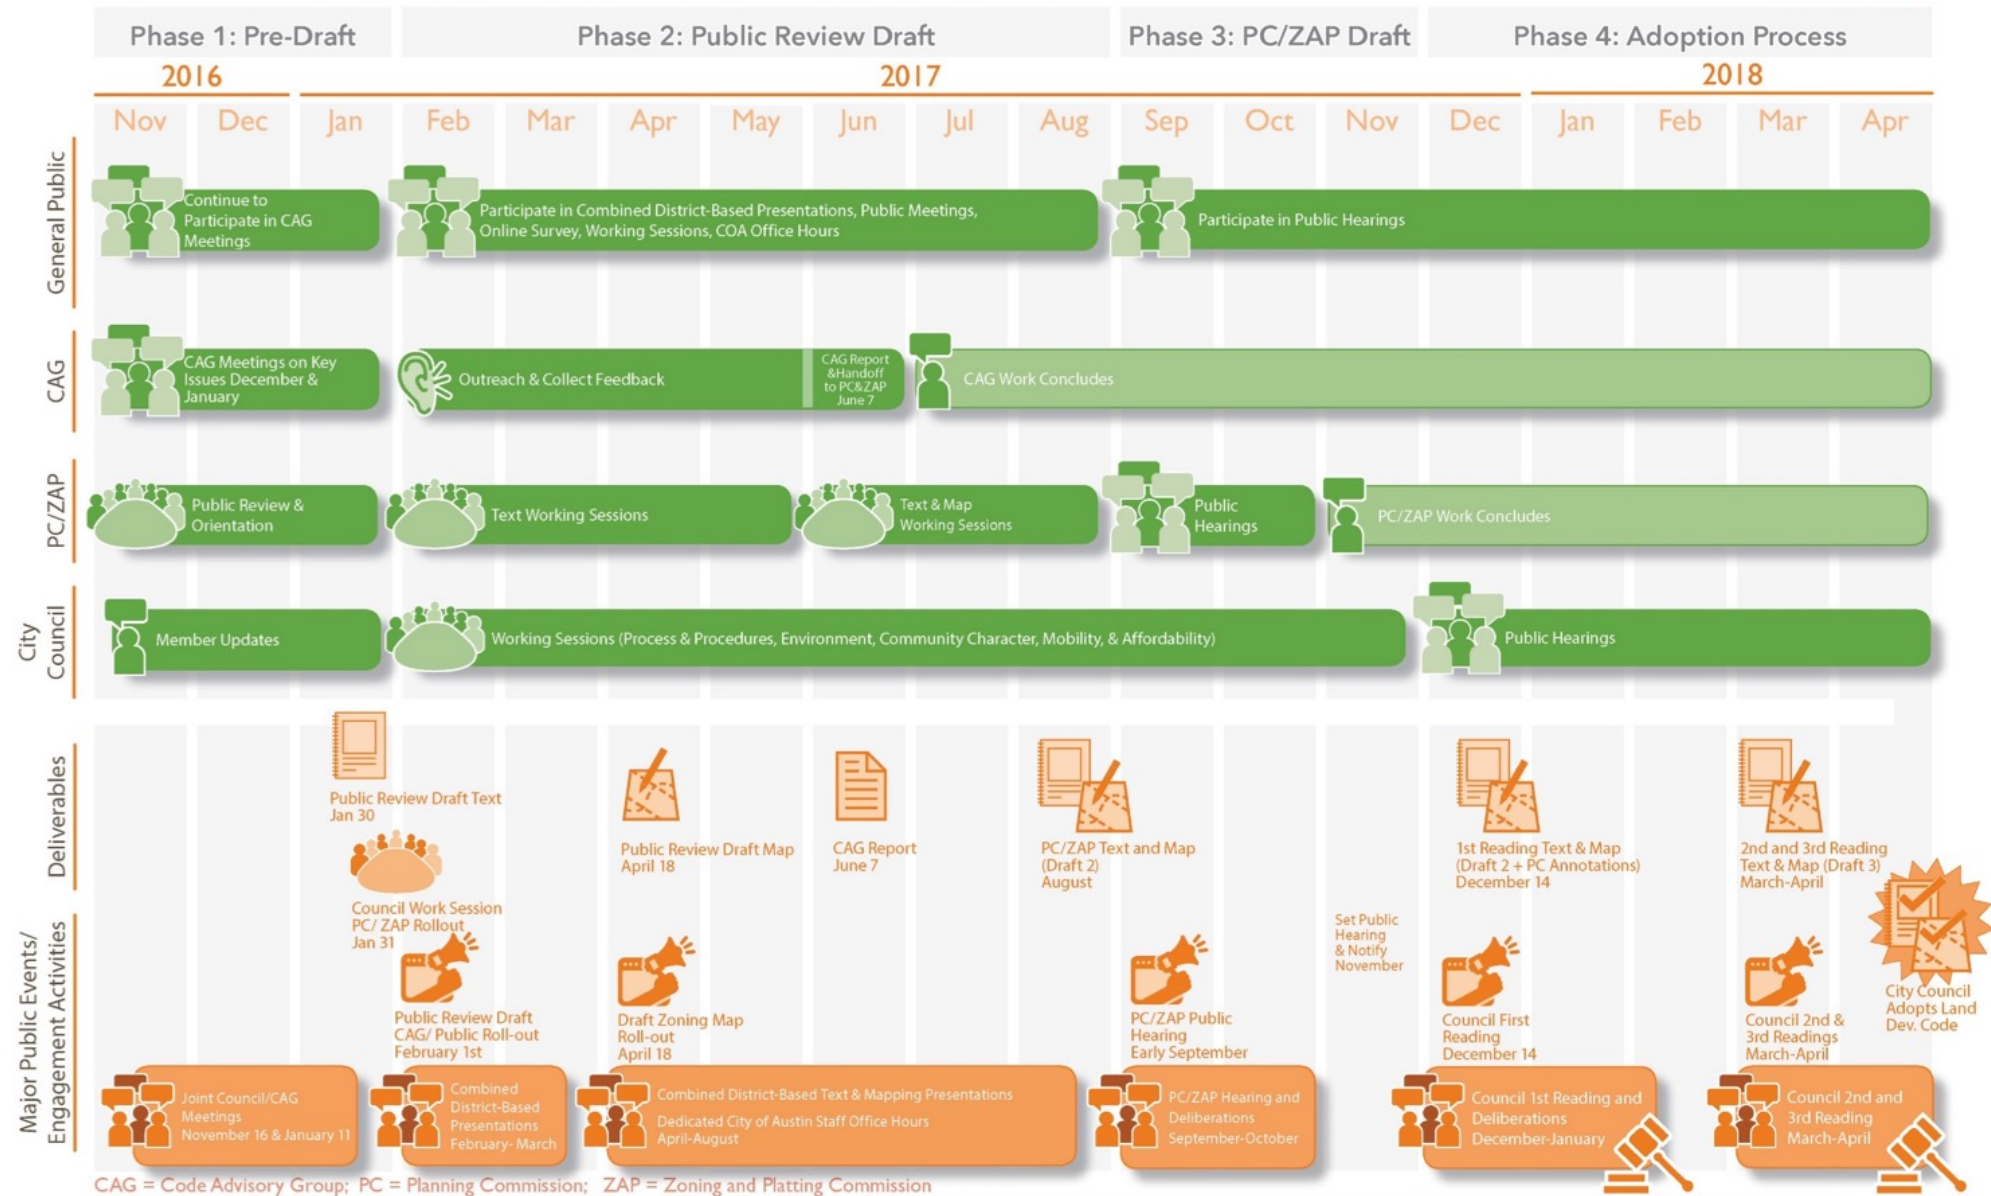 Phase 1: Pre-Draft
Phase 2: Public Review Draft
Phase 3: PC/ZAP Draft
Phase 4: Adoption Process
2016
2017
2018
Nov
Dec
Jan
Feb
Mar
Apr
May
Jun
Jul
Aug
Sep
Oct
Nov
Dec
Jan
Feb
Mar
Apr
General Public
Continue to
Participate in CAG
Meetings
Participate in Combined District-Based Presentations, Public Meetings,
Online Survey, Working Sessions, COA Office Hours
Participate in Public Hearings
CAG
CAG Meetings on Key
Issues December &
January
Outreach & Collect Feedback
CAG Report
&Handoff
to PC&ZAP
June 7
CAG Work Concludes
PC/ZAP
Public Review &
Orientation
Text Working Sessions
Text & Map
Working Sessions
Public
Hearings
PC/ZAP Work Concludes
City
Council
Member Updates
Working Sessions (Process & Procedures, Environment, Community Character, Mobility, & Affordability)
Public Hearings
Deliverables
Public Review Draft Text
Jan 30
Public Review Draft Map
April 18
CAG Report
June 7
PC/ZAP Text and Map
(Draft 2)
August
1st Reading Text & Map
(Draft 2 + PC Annotations)
December 14
2nd and 3rd Reading
Text & Map (Draft 3)
March-April
Major Public Events/
Engagement Activities
Council Work Session
PC/ ZAP Rollout
Jan 31
Public Review Draft
CAG/ Public Roll-out
February 1st
Draft Zoning Map
Roll-out
April 18
PC/ZAP Public
Hearing
Early September
Set Public
Hearing
& Notify
November
Council First
Reading
December 14
Council 2nd &
3rd Readings
March-April
City Council
Adopts Land
Dev. Code
Joint Council/CAG
Meetings
November 16 & January 11
Combined
District-Based
Presentations
February- March
Combined District-Based Text & Mapping Presentations
Dedicated City of Austin Staff Office Hours
April-August
PC/ZAP Hearing and
Deliberations
September-October
Council 1st Reading and
Deliberations
December-January
Council 2nd and
3rd Reading
March-April
CAG = Code Advisory Group; PC = Planning Commission; ZAP = Zoning and Platting Commission